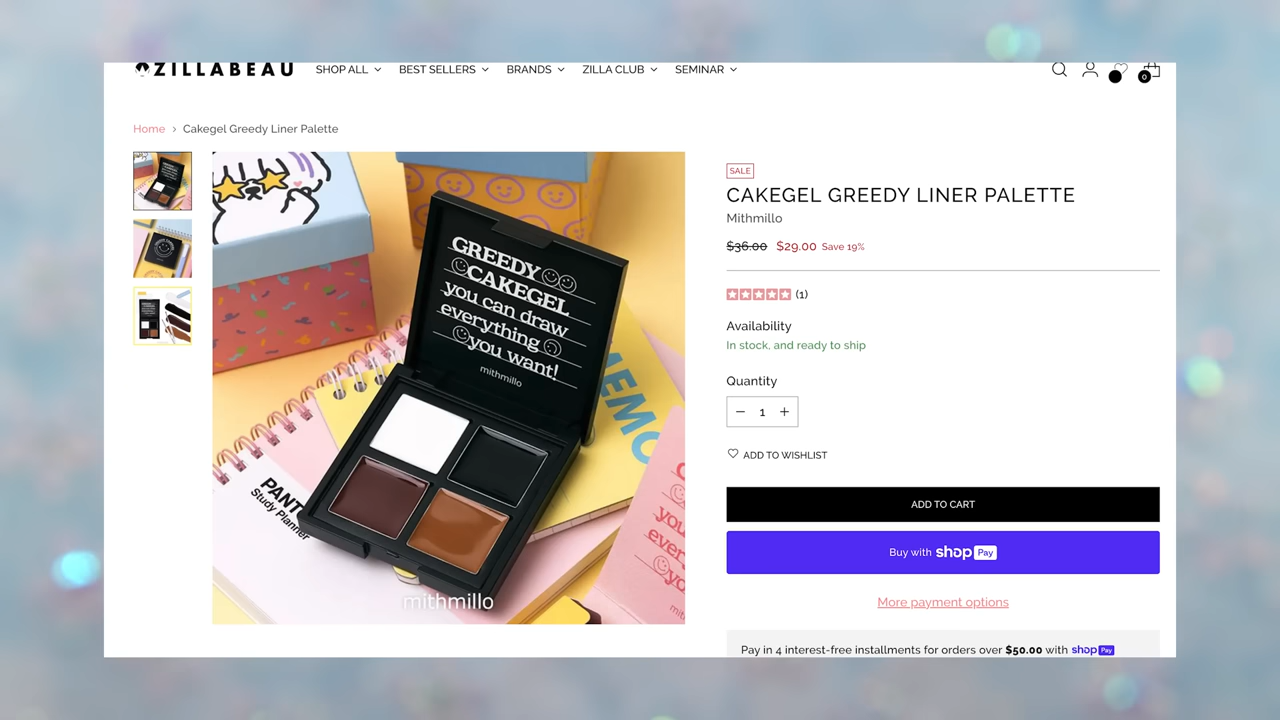 ZILLABEAU
SHOP ALL
BEST SELLERS
BRANDS
ZILLA CLUB
SEMINAR
0
Home › Cakegel Greedy Liner Palette
GREEDY
CAKEGEL
you can draw
everything
you want!
mithmillo
MEMO
PANT
Study Planner
mithmillo
SALE
CAKEGEL GREEDY LINER PALETTE
Mithmillo
$36.00 $29.00 Save 19%
(1)
Availability
In stock, and ready to ship
Quantity
− 1 +
ADD TO WISHLIST
ADD TO CART
Buy with shop Pay
More payment options
Pay in 4 interest-free installments for orders over $50.00 with shop Pay